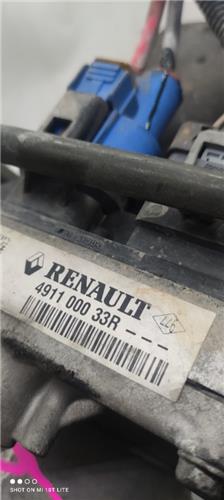 RENAULT
4911 000 33R---
SHOT ON MI 10T LITE